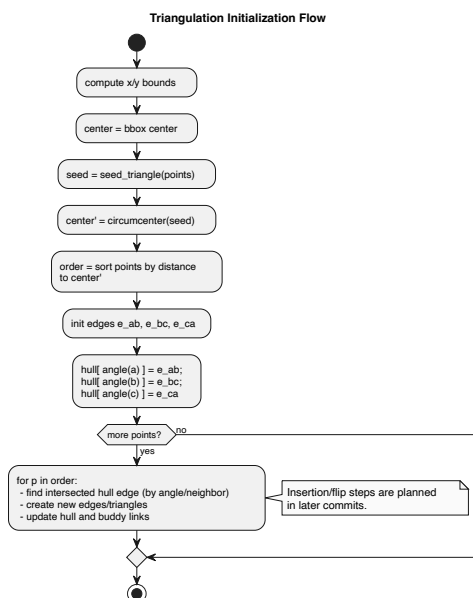 Triangulation Initialization Flow
compute x/y bounds
center = bbox center
seed = seed_triangle(points)
center' = circumcenter(seed)
order = sort points by distance
to center'
init edges e_ab, e_bc, e_ca
hull[ angle(a) ] = e_ab;
hull[ angle(b) ] = e_bc;
hull[ angle(c) ] = e_ca
more points?
no
yes
for p in order:
- find intersected hull edge (by angle/neighbor)
- create new edges/triangles
- update hull and buddy links
Insertion/flip steps are planned
in later commits.